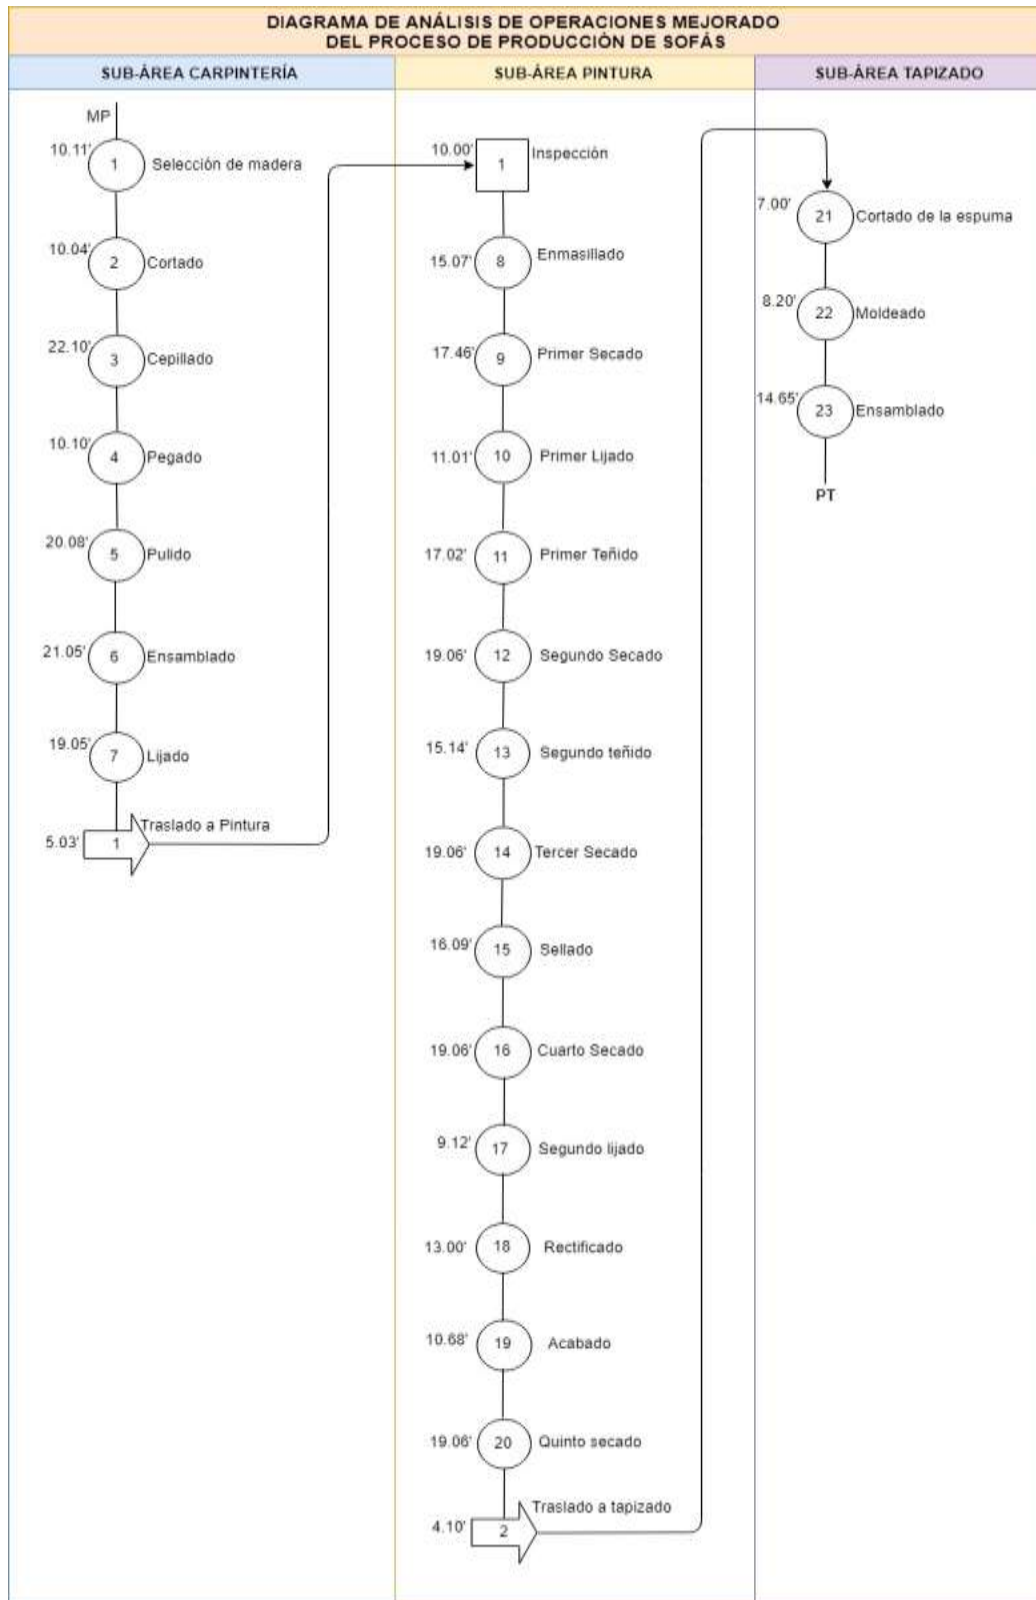 DIAGRAMA DE ANÁLISIS DE OPERACIONES MEJORADO
DEL PROCESO DE PRODUCCIÓN DE SOFÁS
SUB-ÁREA CARPINTERÍA
MP
10.11'
1
Selección de madera
10.04'
2
Cortado
22.10'
3
Cepillado
10.10'
4
Pegado
20.08'
5
Pulido
21.05'
6
Ensamblado
19.05'
7
Lijado
5.03'
1
Traslado a Pintura
SUB-ÁREA PINTURA
10.00'
1
Inspección
15.07'
8
Enmasillado
17.46'
9
Primer Secado
11.01'
10
Primer Lijado
17.02'
11
Primer Teñido
19.06'
12
Segundo Secado
15.14'
13
Segundo teñido
19.06'
14
Tercer Secado
16.09'
15
Sellado
19.06'
16
Cuarto Secado
9.12'
17
Segundo lijado
13.00'
18
Rectificado
10.68'
19
Acabado
19.06'
20
Quinto secado
4.10'
2
Traslado a tapizado
SUB-ÁREA TAPIZADO
7.00'
21
Cortado de la espuma
8.20'
22
Moldeado
14.65'
23
Ensamblado
PT